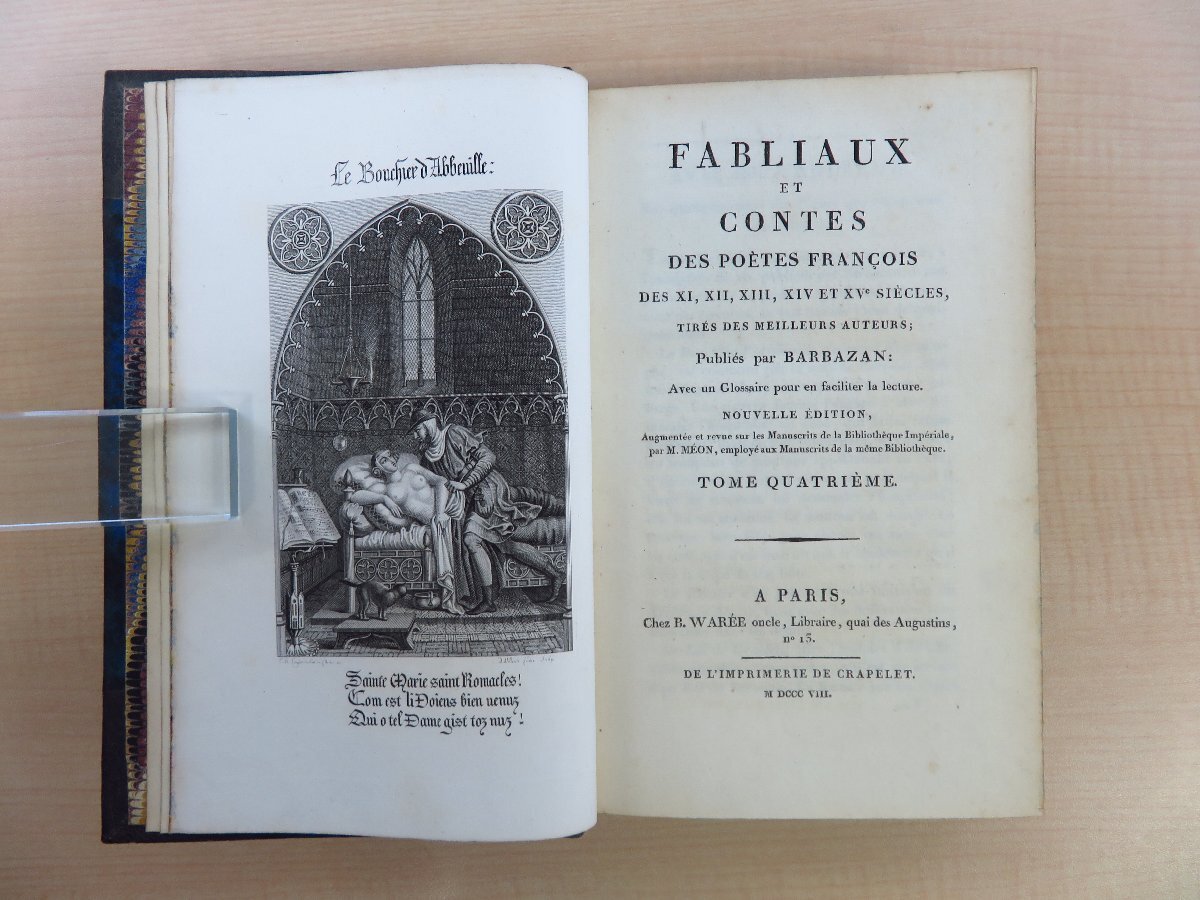 Le Bouchier d'Abbeuille:
Sainte Marie saint Romacles!
Com est li Doiens bien uenuz
Qui o tel Dame gist toz nuz!
FABLIAUX
ET
CONTES
DES POÈTES FRANÇOIS
DES XI, XII, XIII, XIV ET XVe SIÈCLES,
TIRÉS DES MEILLEURS AUTEURS;
Publiés par BARBAZAN:
Avec un Glossaire pour en faciliter la lecture.
NOUVELLE ÉDITION,
Augmentée et revue sur les Manuscrits de la Bibliothèque Impériale,
par M. MÉON, employé aux Manuscrits de la même Bibliothèque.
TOME QUATRIÈME.
A PARIS,
Chez B. WARÉE oncle, Libraire, quai des Augustins,
nº 13.
DE L'IMPRIMERIE DE CRAPELET.
M DCCC VIII.